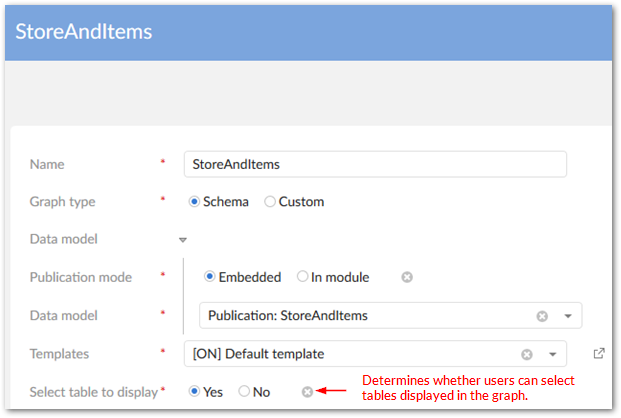 StoreAndItems
Name * StoreAndItems
Graph type * Schema Custom
Data model
Publication mode * Embedded In module
Data model * Publication: StoreAndItems
Templates * [ON] Default template
Select table to display * Yes No
Determines whether users can select
tables displayed in the graph.